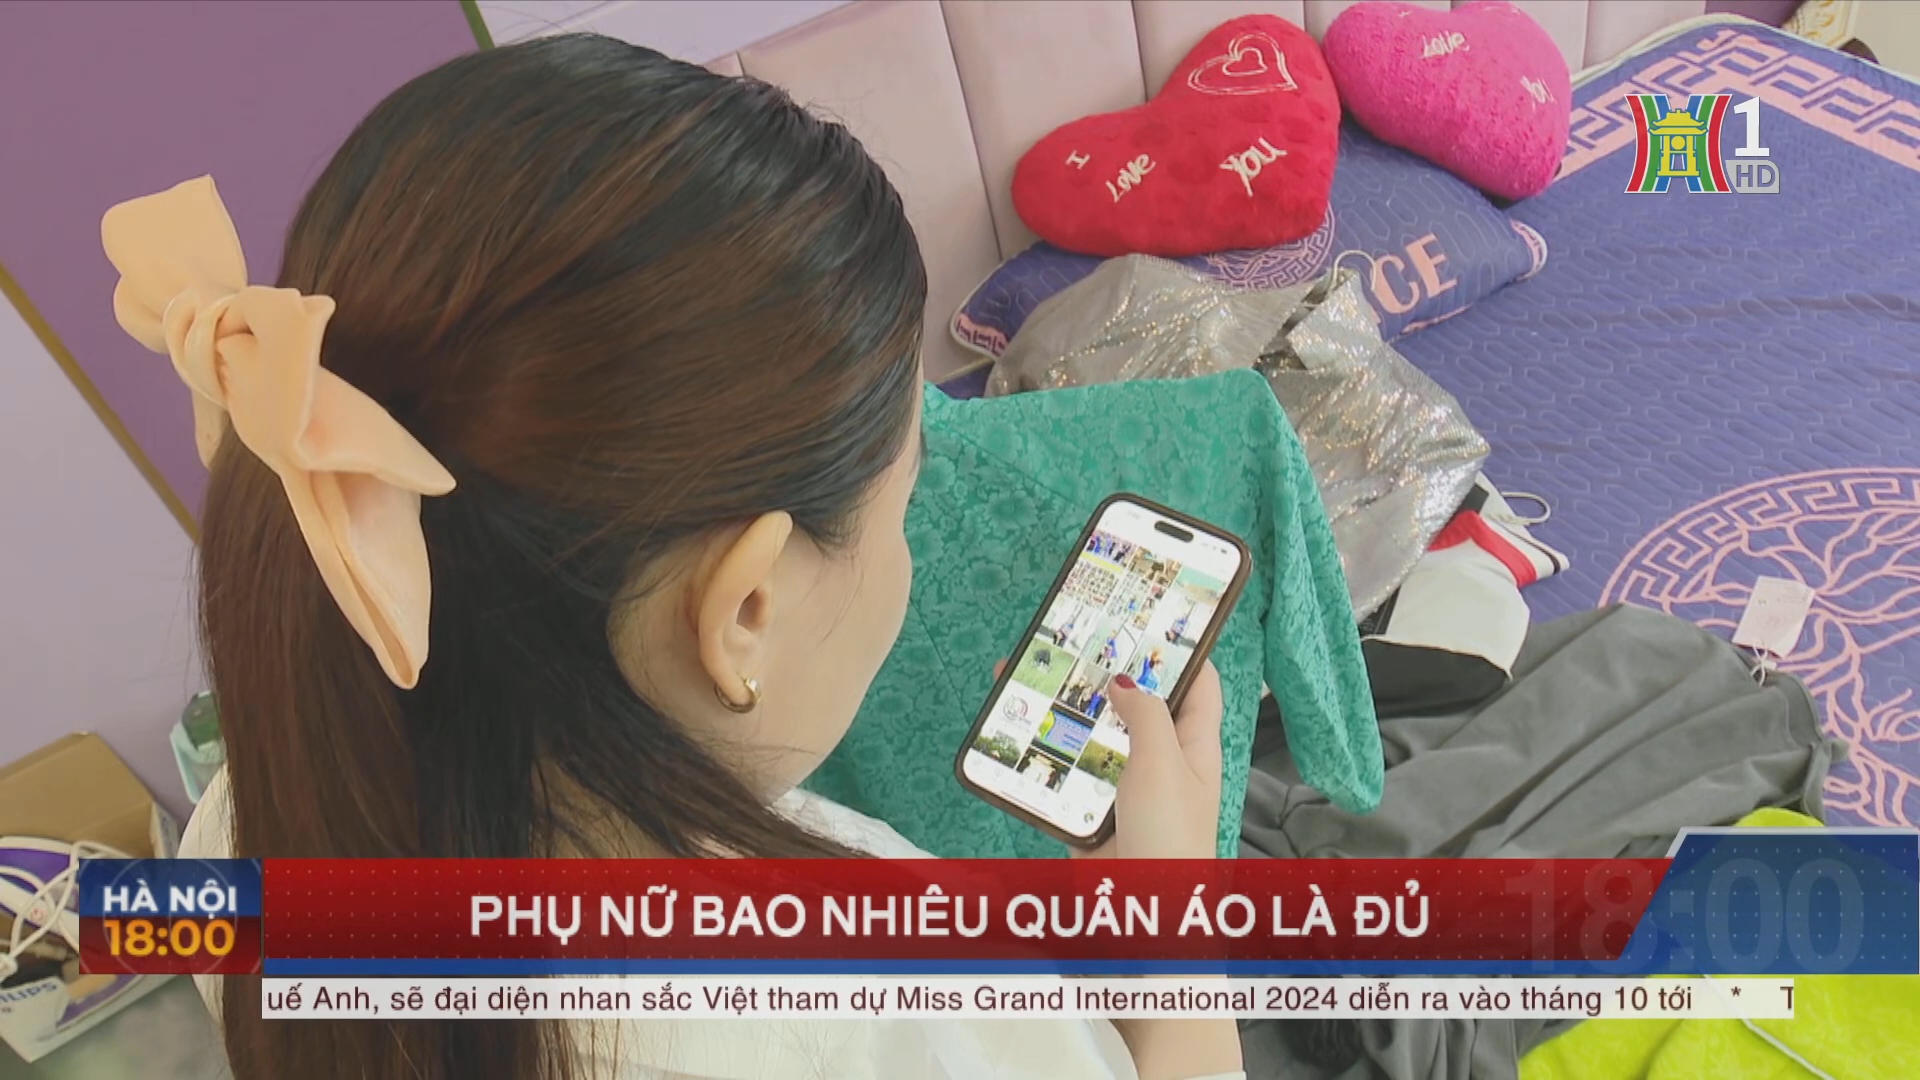 Love
You
I
Love
You
CE
1
HD
HÀ NỘI
18:00
PHỤ NỮ BAO NHIÊU QUẦN ÁO LÀ ĐỦ
18:00
uế Anh, sẽ đại diện nhan sắc Việt tham dự Miss Grand International 2024 diễn ra vào tháng 10 tới * T